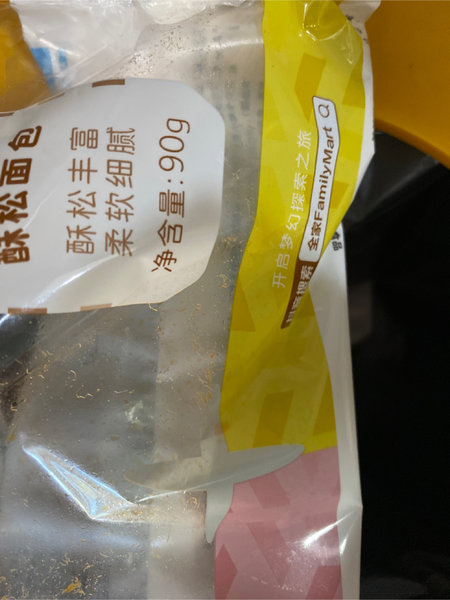 酥松面包
酥松丰富
柔软细腻
净含量:90g
开启梦幻探索之旅
全家FamilyMart